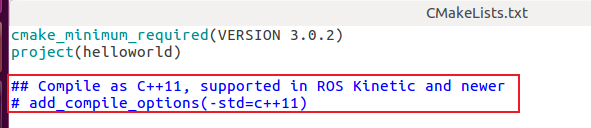 CMakeLists.txt
cmake_minimum_required(VERSION 3.0.2)
project(helloworld)
## Compile as C++11, supported in ROS Kinetic and newer
# add_compile_options(-std=c++11)